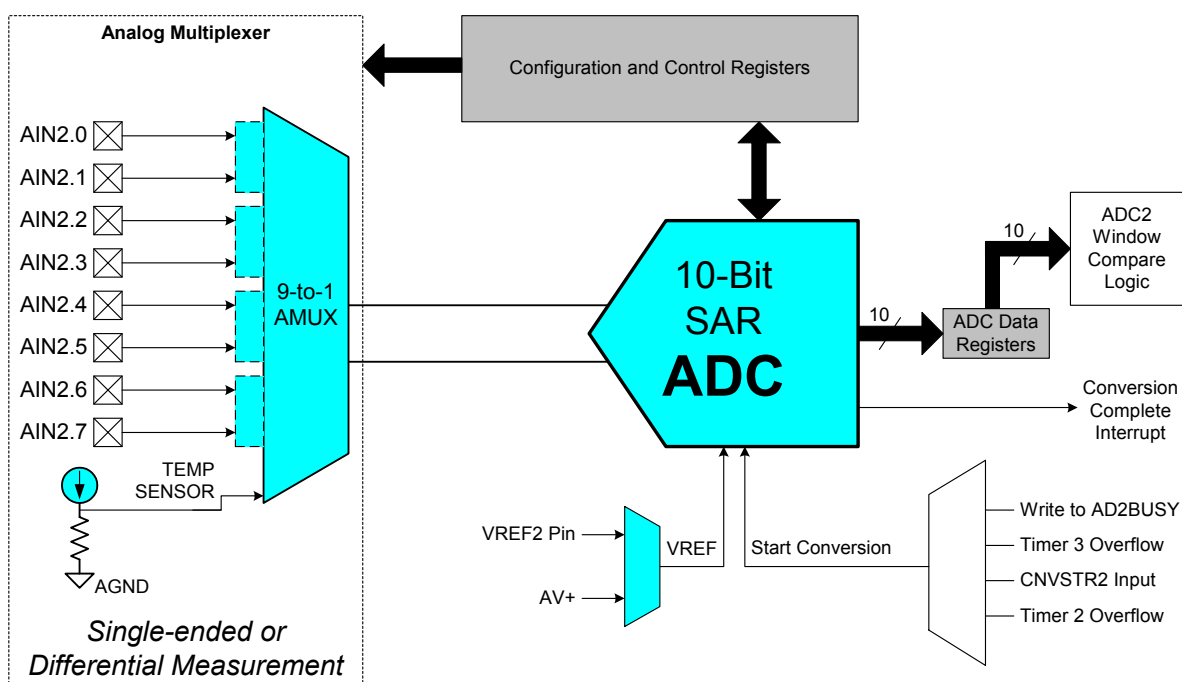 Analog Multiplexer
Configuration and Control Registers
AIN2.0
AIN2.1
AIN2.2
AIN2.3
AIN2.4
AIN2.5
AIN2.6
AIN2.7
9-to-1
AMUX
TEMP
SENSOR
AGND
Single-ended or
Differential Measurement
10-Bit
SAR
ADC
10
ADC Data
Registers
10
ADC2
Window
Compare
Logic
Conversion
Complete
Interrupt
VREF2 Pin
AV+
VREF
Start Conversion
Write to AD2BUSY
Timer 3 Overflow
CNVSTR2 Input
Timer 2 Overflow